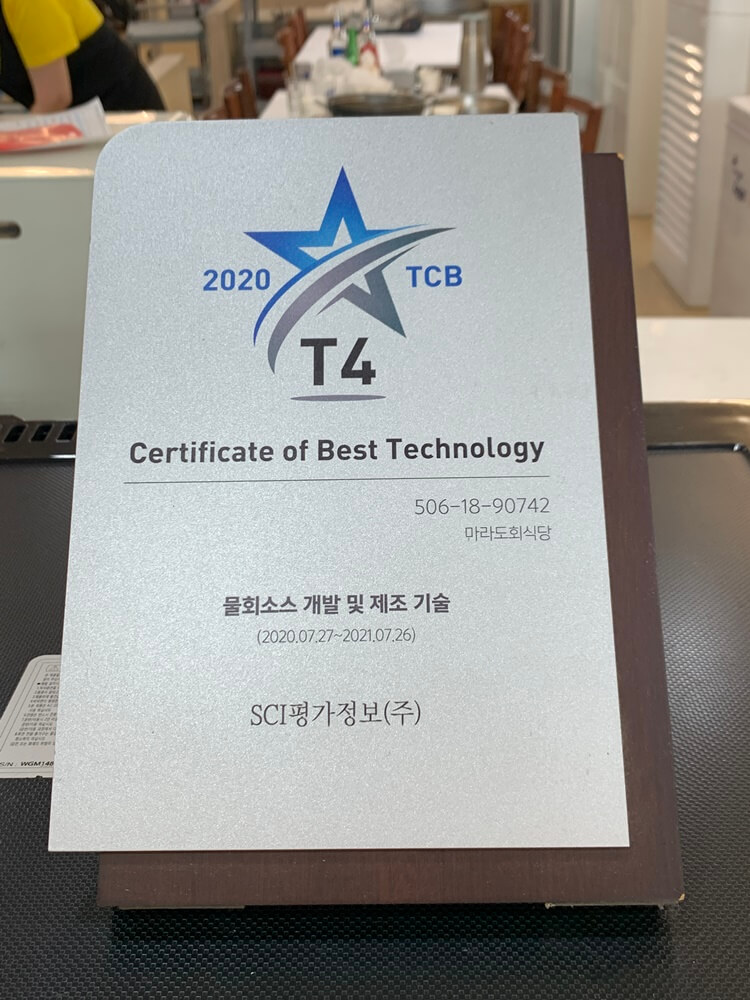 2020 TCB
T4
Certificate of Best Technology
506-18-90742
마라도회식당
물회소스 개발 및 제조 기술
(2020.07.27~2021.07.26)
SCI평가정보(주)
S/N : WGM148